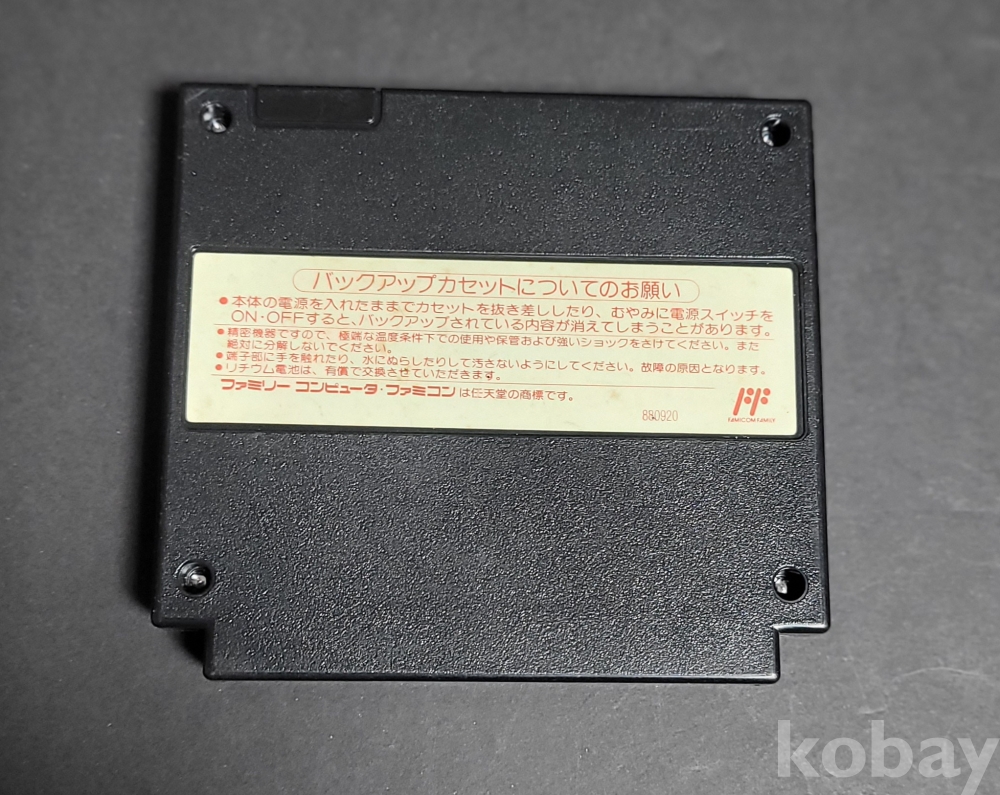 バックアップカセットについてのお願い
●本体の電源を入れたままでカセットを抜き差ししたり、むやみに電源スイッチを
ON・OFFすると、バックアップされている内容が消えてしまうことがあります。
●精密機器ですので、極端な温度条件下での使用や保管および強いショックをさけてください。また
絶対に分解しないでください。
●端子部に手を触れたり、水にぬらしたりして汚さないようにしてください。故障の原因となります。
●リチウム電池は、有償で交換させていただきます。
ファミリー コンピュータ・ファミコンは任天堂の商標です。
880920
FAMICOM FAMILY
kobay